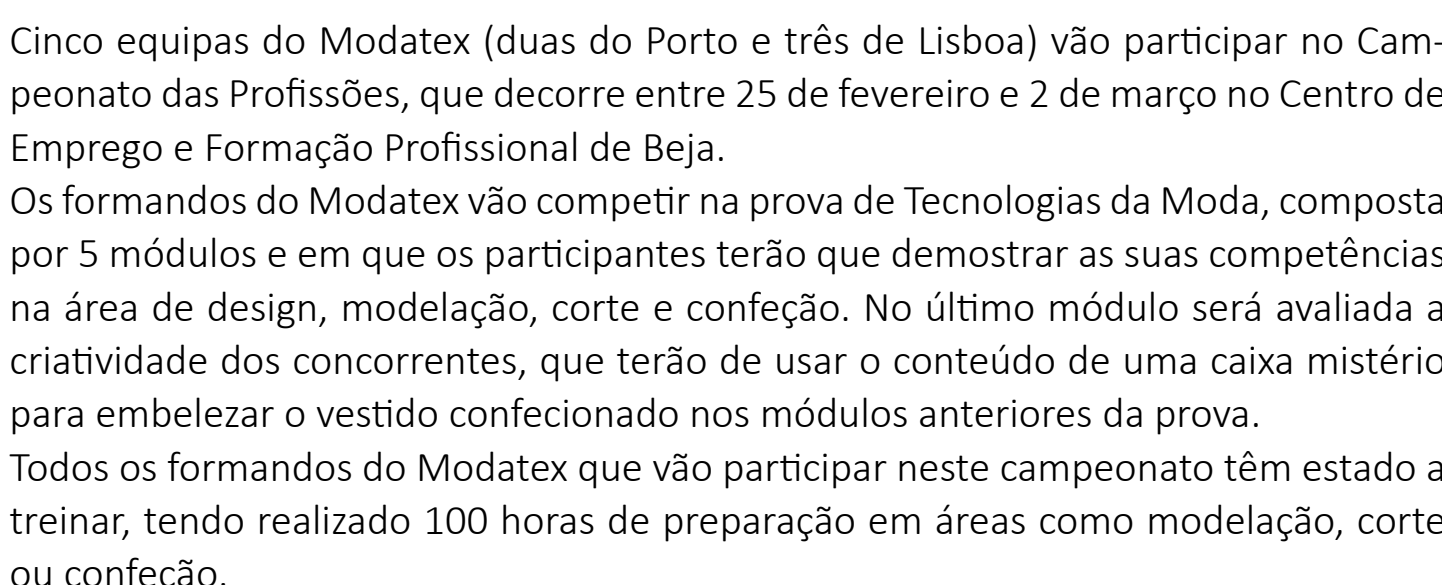 Cinco equipas do Modatex (duas do Porto e três de Lisboa) vão participar no Cam-
peonato das Profissões, que decorre entre 25 de fevereiro e 2 de março no Centro de
Emprego e Formação Profissional de Beja.
Os formandos do Modatex vão competir na prova de Tecnologias da Moda, composta
por 5 módulos e em que os participantes terão que demostrar as suas competências
na área de design, modelação, corte e confeção. No último módulo será avaliada a
criatividade dos concorrentes, que terão de usar o conteúdo de uma caixa mistério
para embelezar o vestido confecionado nos módulos anteriores da prova.
Todos os formandos do Modatex que vão participar neste campeonato têm estado a
treinar, tendo realizado 100 horas de preparação em áreas como modelação, corte
ou confeção.